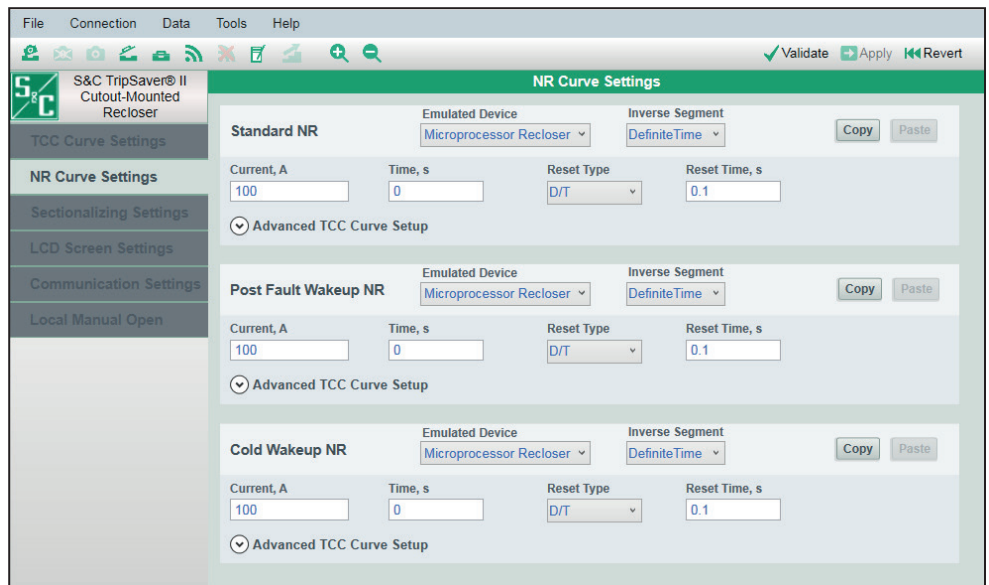 File Connection Data Tools Help
Validate Apply Revert
S&C
S&C TripSaver® II
Cutout-Mounted
Recloser
TCC Curve Settings
NR Curve Settings
Sectionalizing Settings
LCD Screen Settings
Communication Settings
Local Manual Open
NR Curve Settings
Emulated Device Inverse Segment
Standard NR Microprocessor Recloser DefiniteTime Copy Paste
Current, A Time, s Reset Type Reset Time, s
100 0 D/T 0.1
Advanced TCC Curve Setup
Emulated Device Inverse Segment
Post Fault Wakeup NR Microprocessor Recloser DefiniteTime Copy Paste
Current, A Time, s Reset Type Reset Time, s
100 0 D/T 0.1
Advanced TCC Curve Setup
Emulated Device Inverse Segment
Cold Wakeup NR Microprocessor Recloser DefiniteTime Copy Paste
Current, A Time, s Reset Type Reset Time, s
100 0 D/T 0.1
Advanced TCC Curve Setup